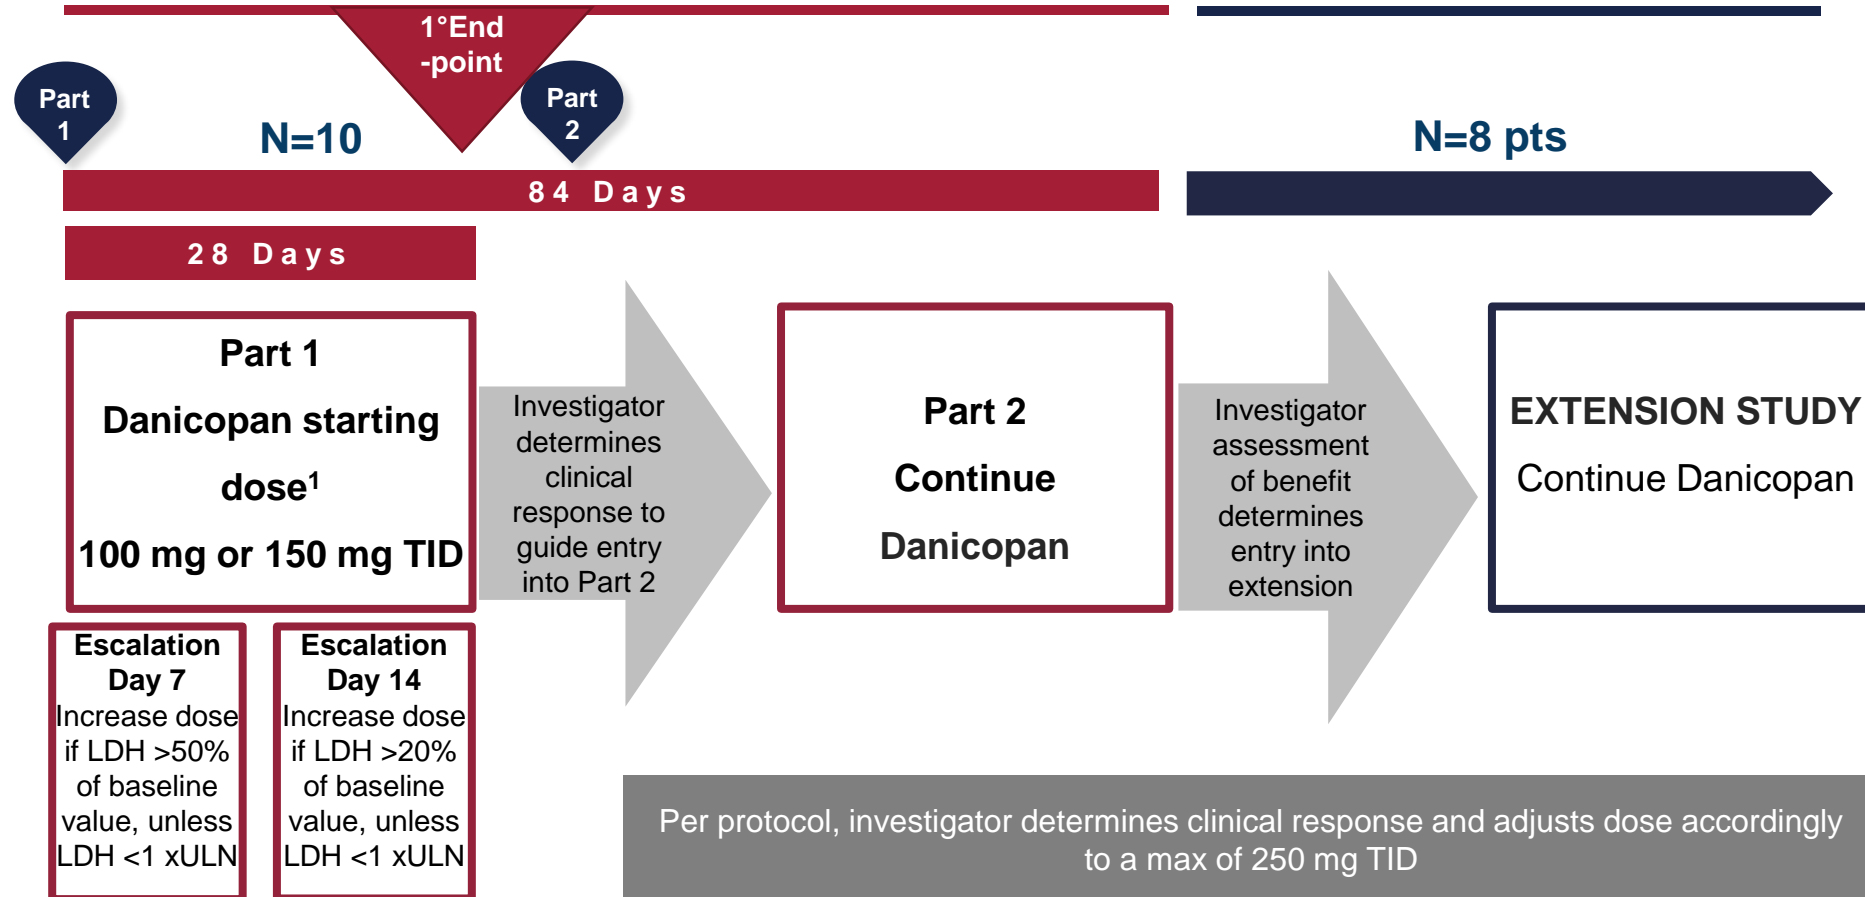 1°End
-point
Part
1
Part
2
N=10
N=8 pts
84 Days
28 Days
Part 1
Danicopan starting
dose¹
100 mg or 150 mg TID
Investigator
determines
clinical
response to
guide entry
into Part 2
Part 2
Continue
Danicopan
Investigator
assessment
of benefit
determines
entry into
extension
EXTENSION STUDY
Continue Danicopan
Escalation
Day 7
Increase dose
if LDH >50%
of baseline
value, unless
LDH <1 xULN
Escalation
Day 14
Increase dose
if LDH >20%
of baseline
value, unless
LDH <1 xULN
Per protocol, investigator determines clinical response and adjusts dose accordingly
to a max of 250 mg TID